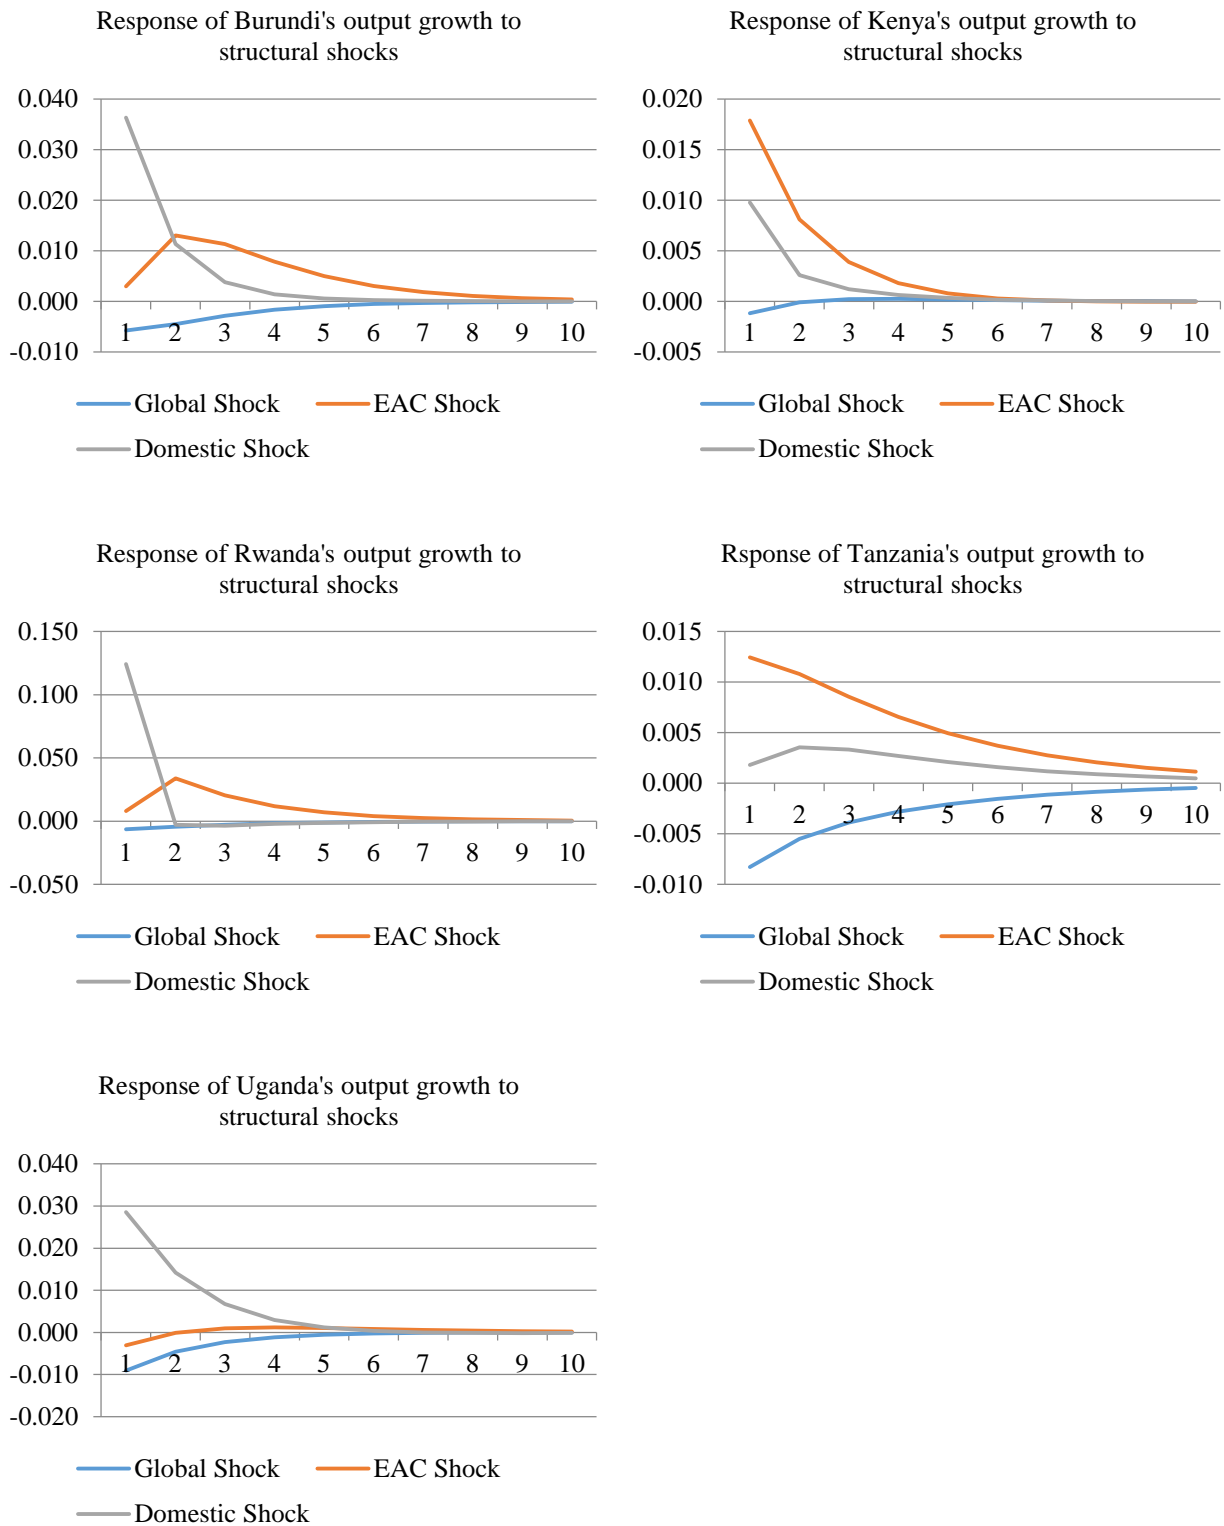 Response of Burundi's output growth to
structural shocks
0.040
0.030
0.020
0.010
0.000
-0.010
1 2 3 4 5 6 7 8 9 10
Global Shock EAC Shock
Domestic Shock
Response of Kenya's output growth to
structural shocks
0.020
0.015
0.010
0.005
0.000
-0.005
1 2 3 4 5 6 7 8 9 10
Global Shock EAC Shock
Domestic Shock
Response of Rwanda's output growth to
structural shocks
0.150
0.100
0.050
0.000
-0.050
1 2 3 4 5 6 7 8 9 10
Global Shock EAC Shock
Domestic Shock
Rsponse of Tanzania's output growth to
structural shocks
0.015
0.010
0.005
0.000
-0.005
-0.010
1 2 3 4 5 6 7 8 9 10
Global Shock EAC Shock
Domestic Shock
Response of Uganda's output growth to
structural shocks
0.040
0.030
0.020
0.010
0.000
-0.010
-0.020
1 2 3 4 5 6 7 8 9 10
Global Shock EAC Shock
Domestic Shock